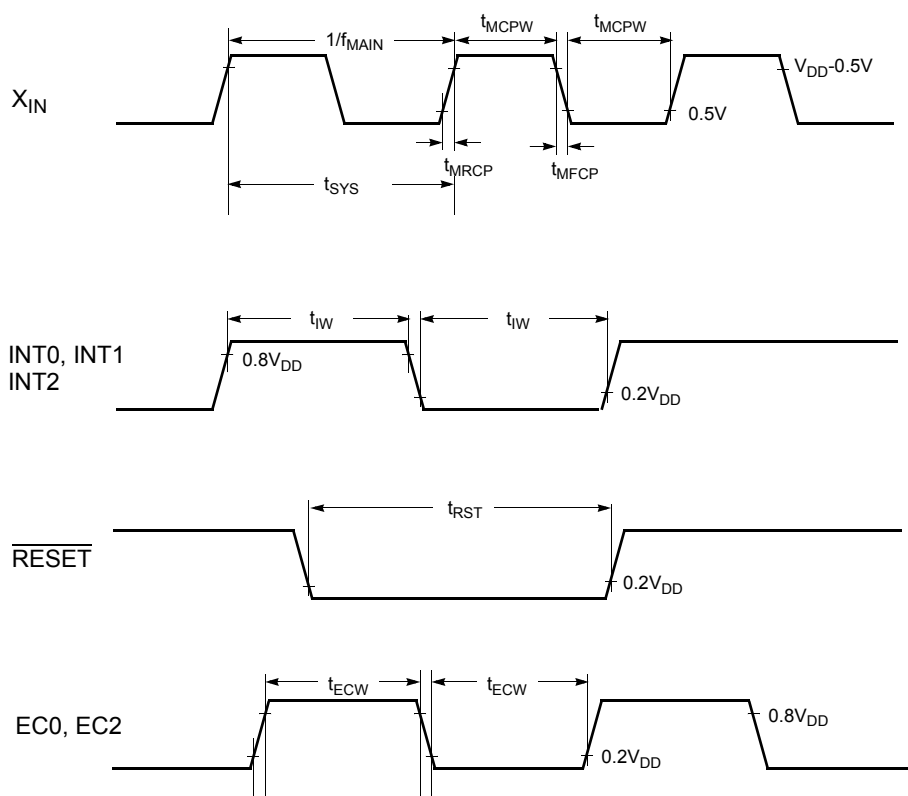 1/fMAIN tMCPW tMCPW
XIN VDD-0.5V
0.5V
tMRCP tMFCP
tSYS
tIW tIW
INT0, INT1
INT2
0.8VDD 0.2VDD
tRST
RESET
0.2VDD
tECW tECW
EC0, EC2 0.8VDD
0.2VDD